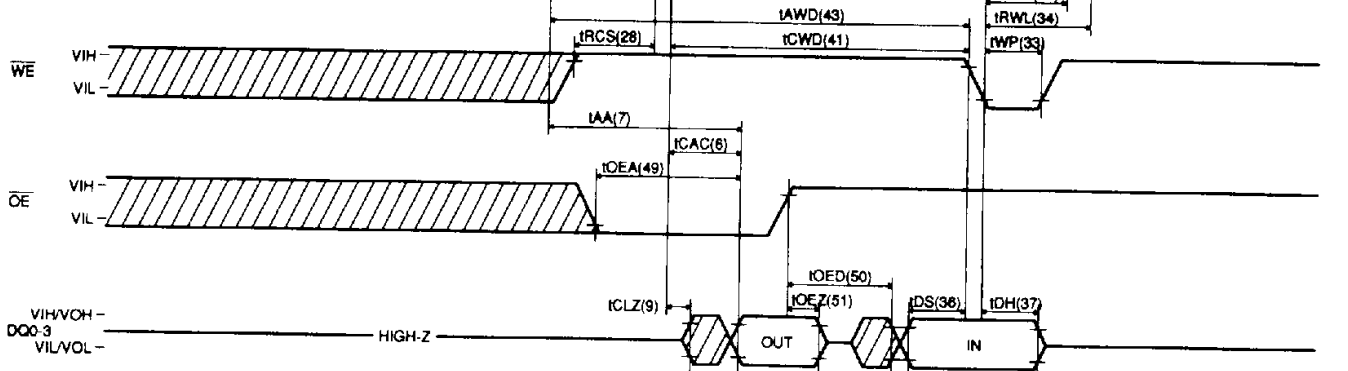 tAWD(43)
tRWL(34)
tRCS(28)
tCWD(41)
tWP(33)
WE
VIH
VIL
tAA(7)
tCAC(6)
tOEA(49)
OE
VIH
VIL
tOED(50)
tCLZ(9)
tOEZ(51)
tDS(36)
tDH(37)
VIH/VOH
DQ0-3
HIGH-Z
OUT
IN
VIL/VOL